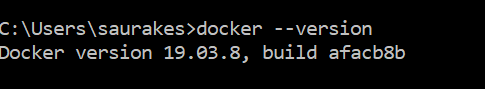 C:\Users\saurakes>docker --version
Docker version 19.03.8, build afacb8b